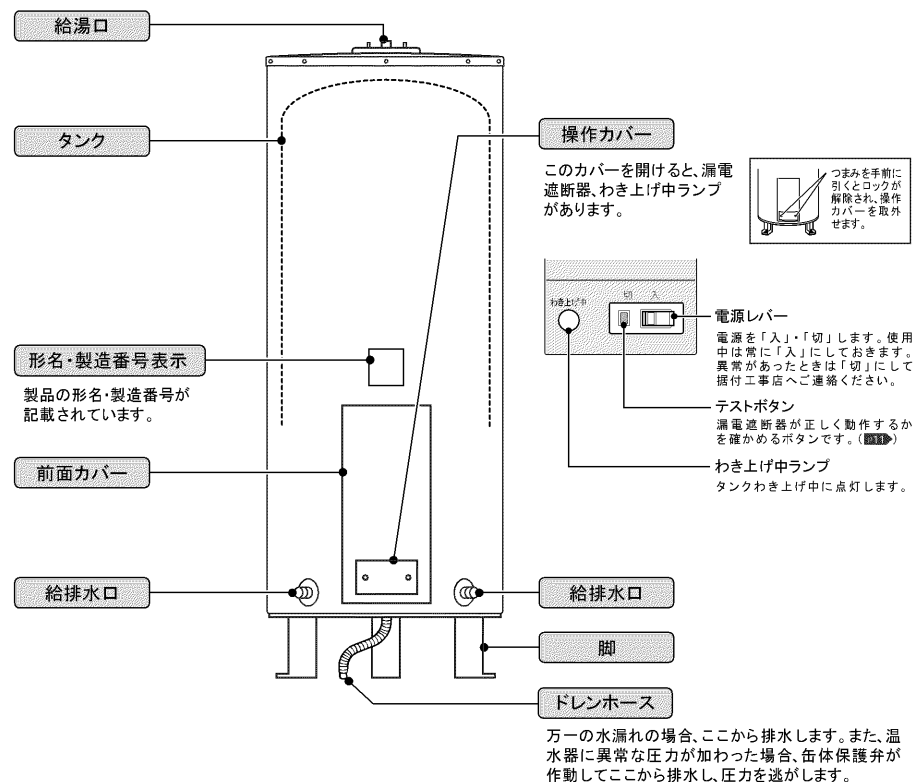 給湯口
タンク
操作カバー
このカバーを開けると、漏電
遮断器、わき上げ中ランプ
があります。
つまみを手前に
引くとロックが
解除され、操作
カバーを取外
せます。
わき上げ中
切 入
電源レバー
電源を「入」・「切」します。使用
中は常に「入」にしておきます。
異常があったときは「切」にして
据付工事店へご連絡ください。
テストボタン
漏電遮断器が正しく動作するか
を確かめるボタンです。(p11)
わき上げ中ランプ
タンクわき上げ中に点灯します。
形名・製造番号表示
製品の形名・製造番号が
記載されています。
前面カバー
給排水口
給排水口
脚
ドレンホース
万一の水漏れの場合、ここから排水します。また、温
水器に異常な圧力が加わった場合、缶体保護弁が
作動してここから排水し、圧力を逃がします。